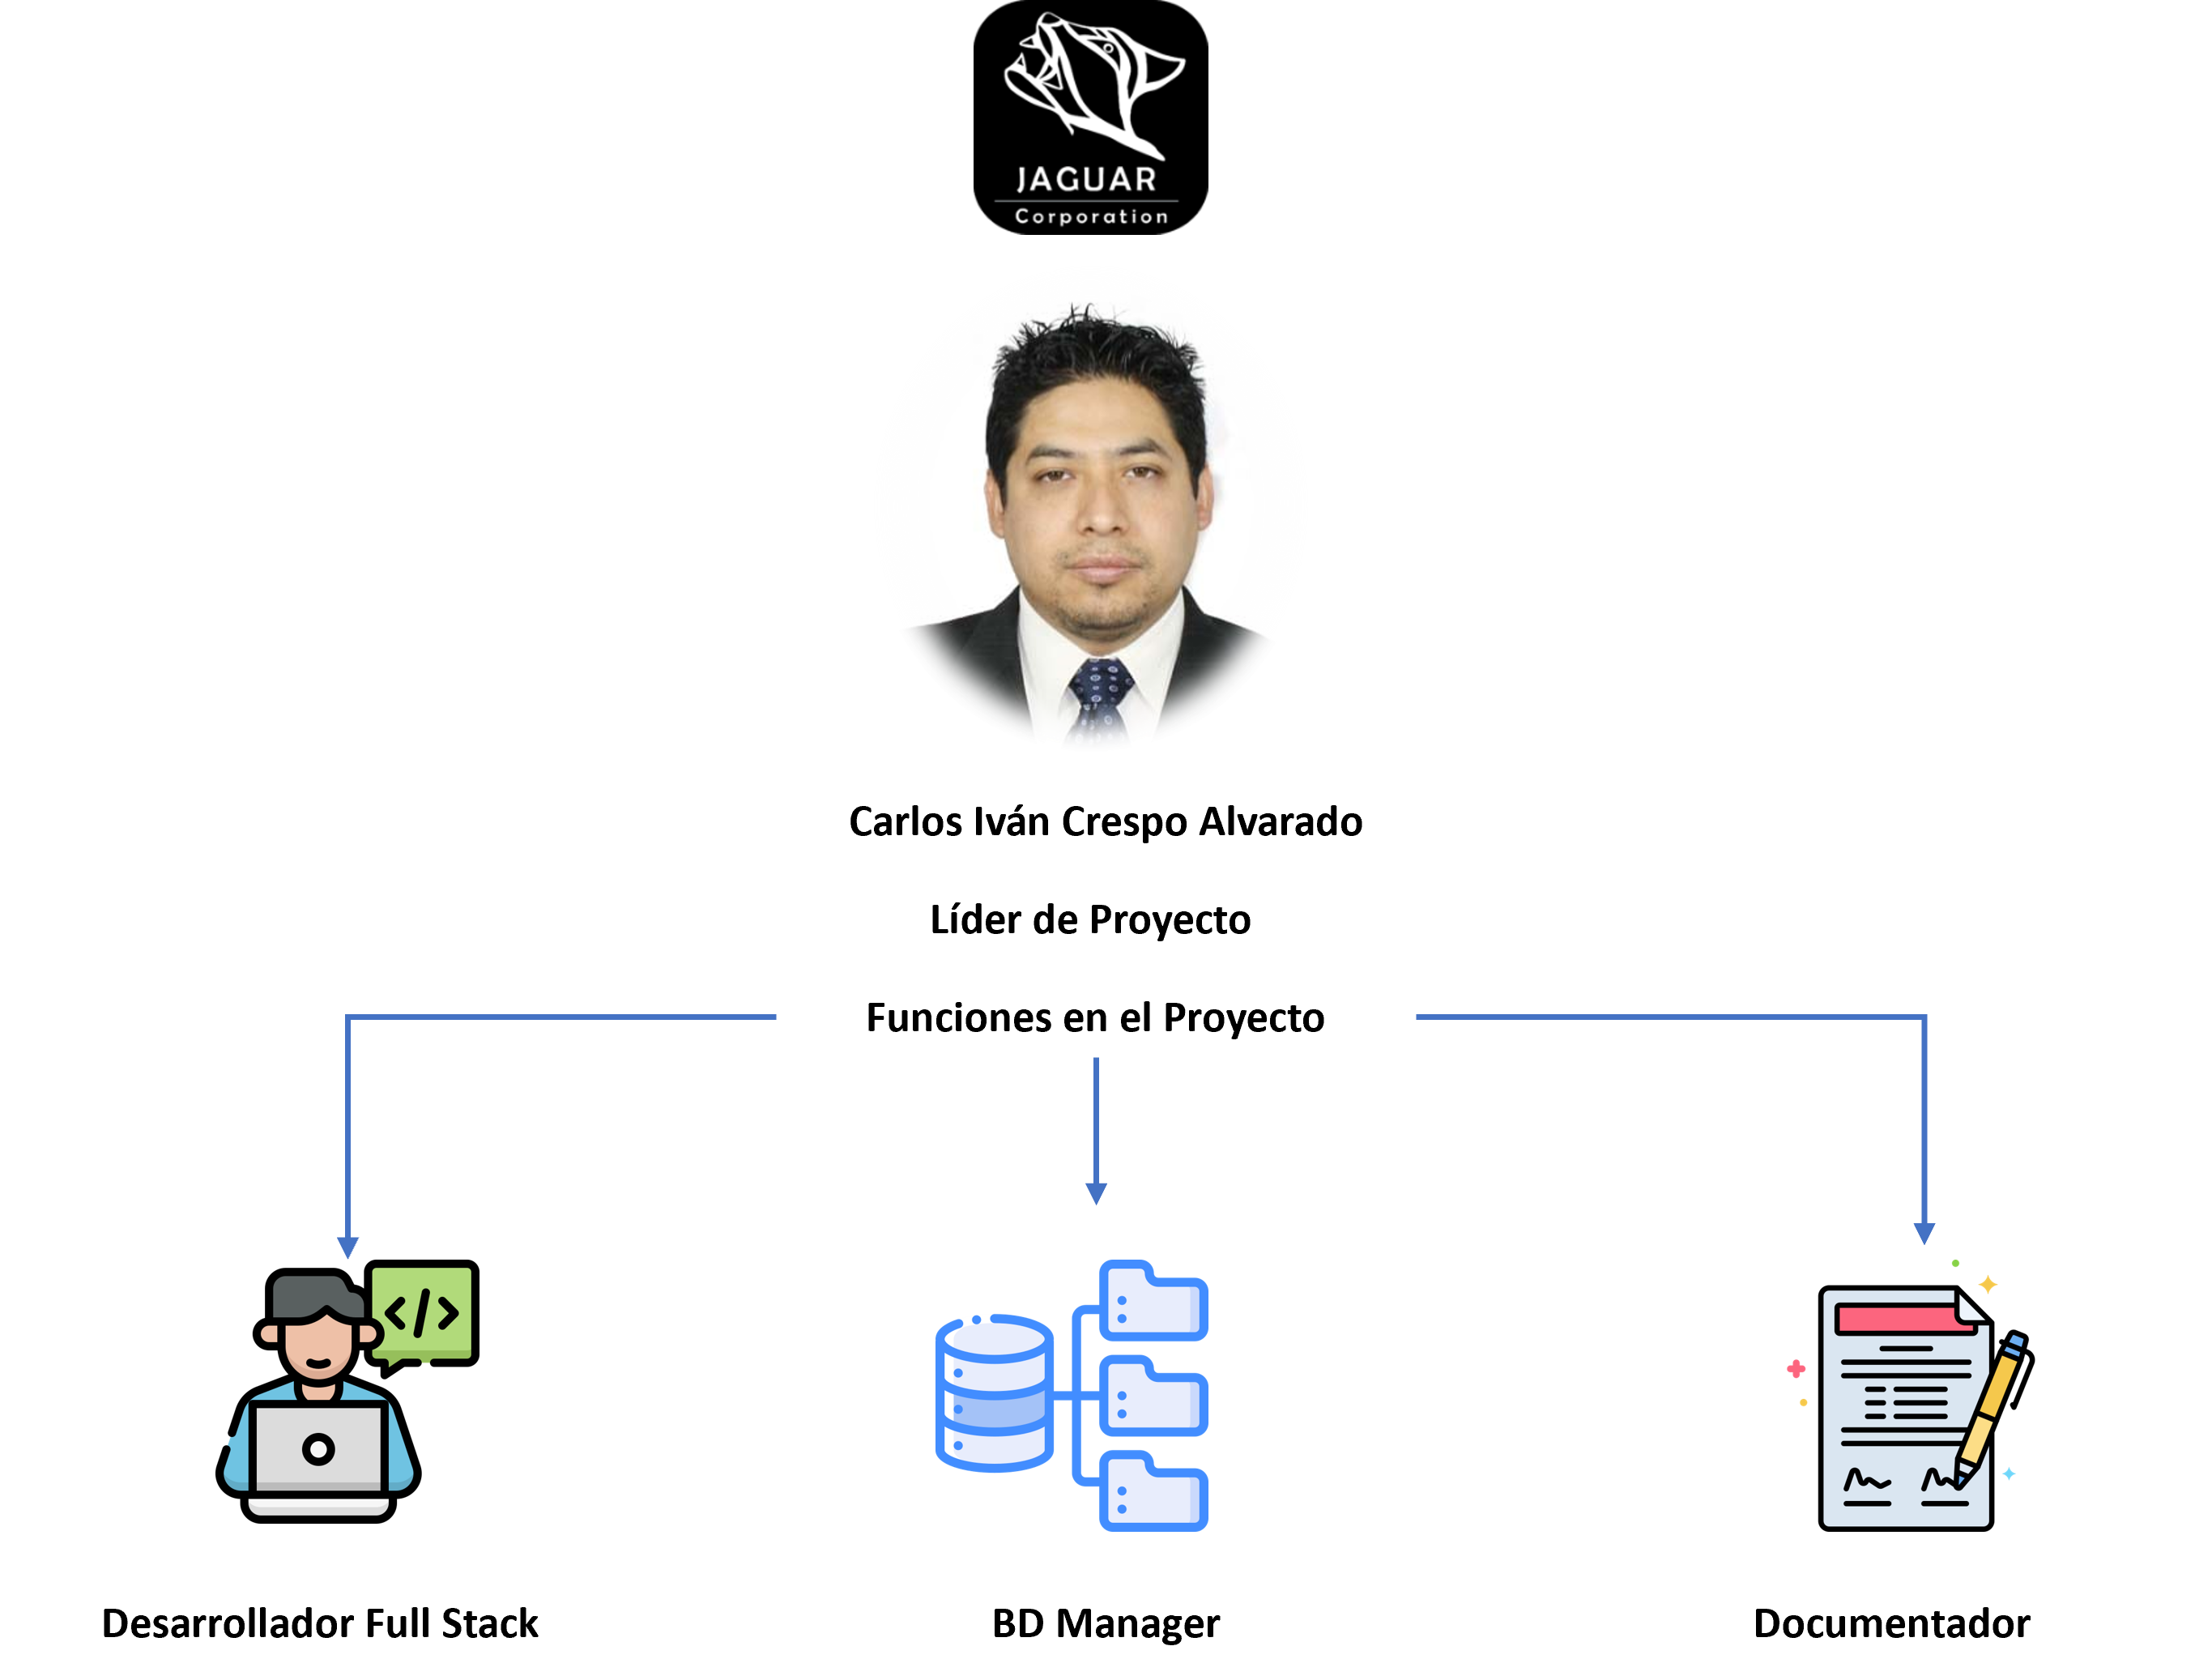 JAGUAR
Corporation
Carlos Iván Crespo Alvarado
Líder de Proyecto
Funciones en el Proyecto
</>
Desarrollador Full Stack
BD Manager
Documentador